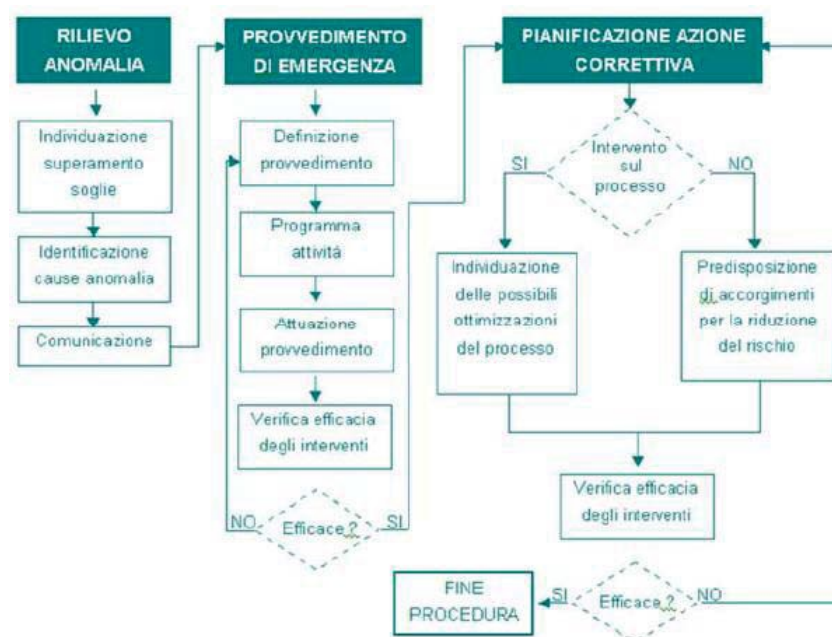 RILIEVO
ANOMALIA
Individuazione
superamento
soglie
Identificazione
cause anomalia
Comunicazione
PROVVEDIMENTO
DI EMERGENZA
Definizione
provvedimento
Programma
attività
Attuazione
provvedimento
Verifica efficacia
degli interventi
NO
Efficace ?
SI
PIANIFICAZIONE AZIONE
CORRETTIVA
Intervento
sul
processo
SI
NO
Individuazione
delle possibili
ottimizzazioni
del processo
Predisposizione
di accorgimenti
per la riduzione
del rischio
Verifica efficacia
degli interventi
Efficace ?
SI
NO
FINE
PROCEDURA